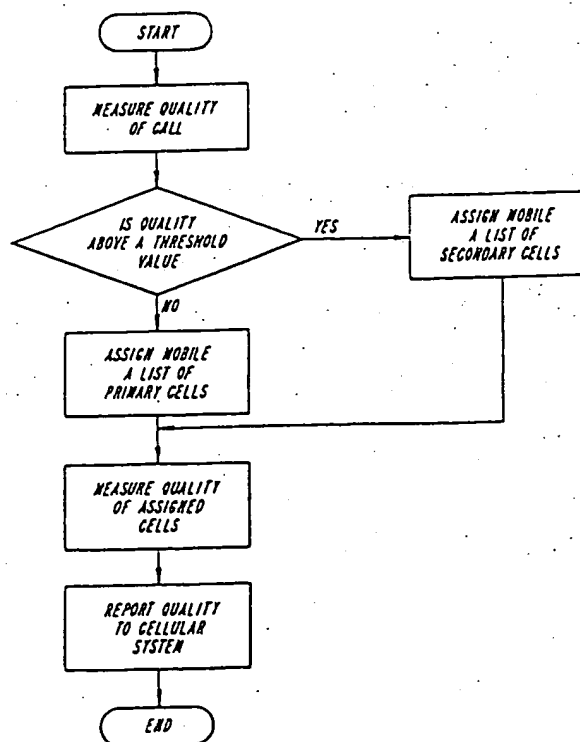 START
MEASURE QUALITY
OF CALL
IS QUALITY
ABOVE A THRESHOLD
VALUE
YES
ASSIGN MOBILE
A LIST OF
SECONDARY CELLS
NO
ASSIGN MOBILE
A LIST OF
PRIMARY CELLS
MEASURE QUALITY
OF ASSIGNED
CELLS
REPORT QUALITY
TO CELLULAR
SYSTEM
END